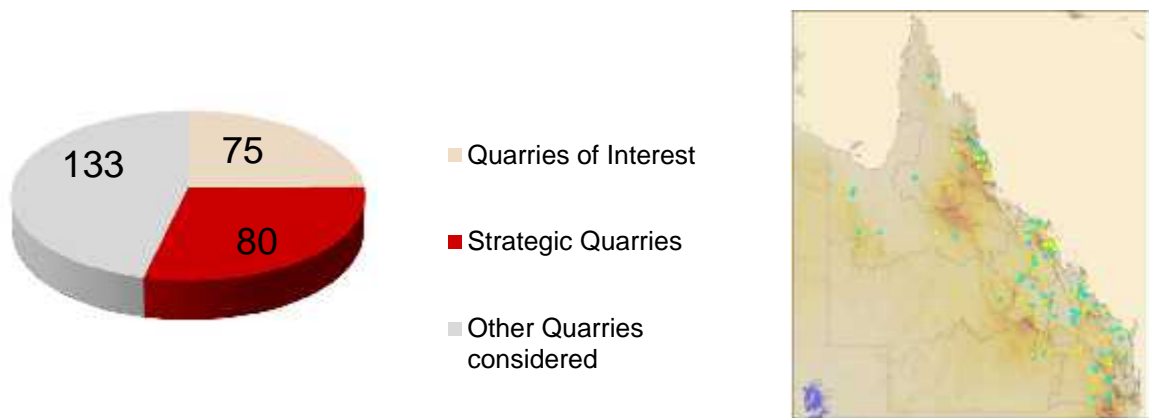 133
75
80
Quarries of Interest
Strategic Quarries
Other Quarries
considered